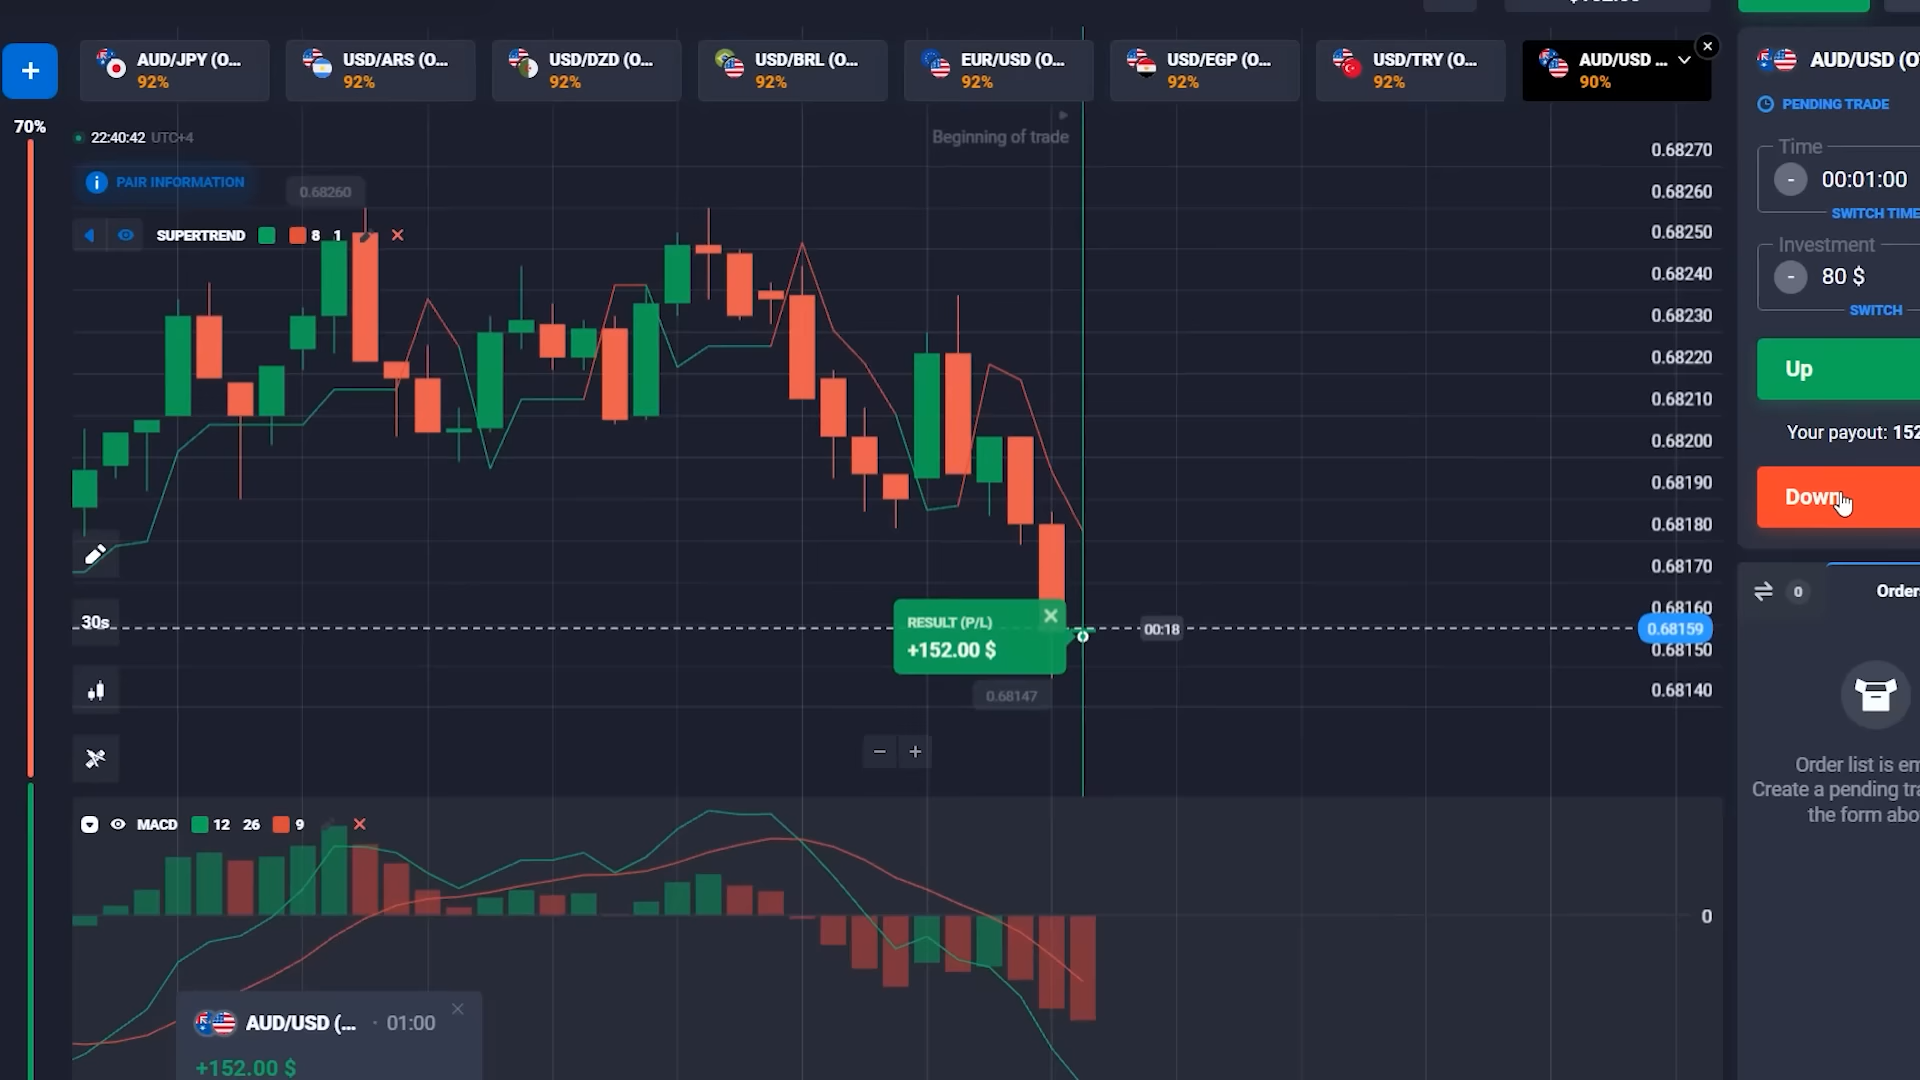 AUD/JPY (O...
92%
USD/ARS (O...
92%
USD/DZD (O...
92%
USD/BRL (O...
92%
EUR/USD (O...
92%
USD/EGP (O...
92%
USD/TRY (O...
92%
AUD/USD ...
90%
70%
22:40:42 UTC+4
Beginning of trade
PAIR INFORMATION
0.68260
SUPERTREND 8 1
0.68270
0.68260
0.68250
0.68240
0.68230
0.68220
0.68210
0.68200
0.68190
0.68180
0.68170
0.68160
0.68159
0.68150
0.68140
30s
RESULT (P/L)
+152.00 $
00:18
0.68147
MACD 12 26 9
0
AUD/USD (... · 01:00
+152.00 $
AUD/USD (O
PENDING TRADE
Time
00:01:00
SWITCH TIME
Investment
80 $
SWITCH
Up
Your payout: 152
Down
0
Order
Order list is em
Create a pending tra
the form abo